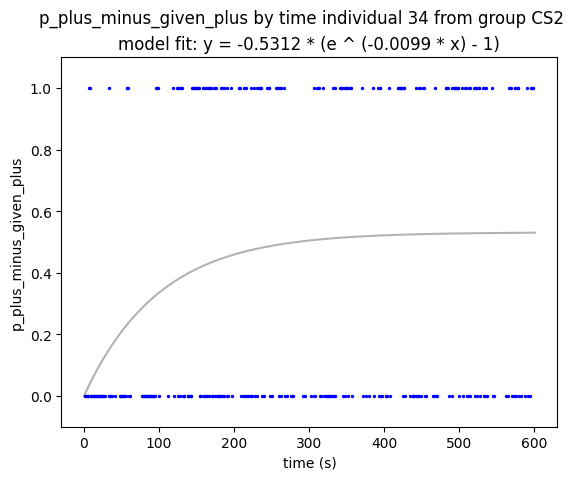 p_plus_minus_given_plus by time individual 34 from group CS2
model fit: y = -0.5312 * (e ^ (-0.0099 * x) - 1)
p_plus_minus_given_plus
1.0
0.8
0.6
0.4
0.2
0.0
0 100 200 300 400 500 600
time (s)